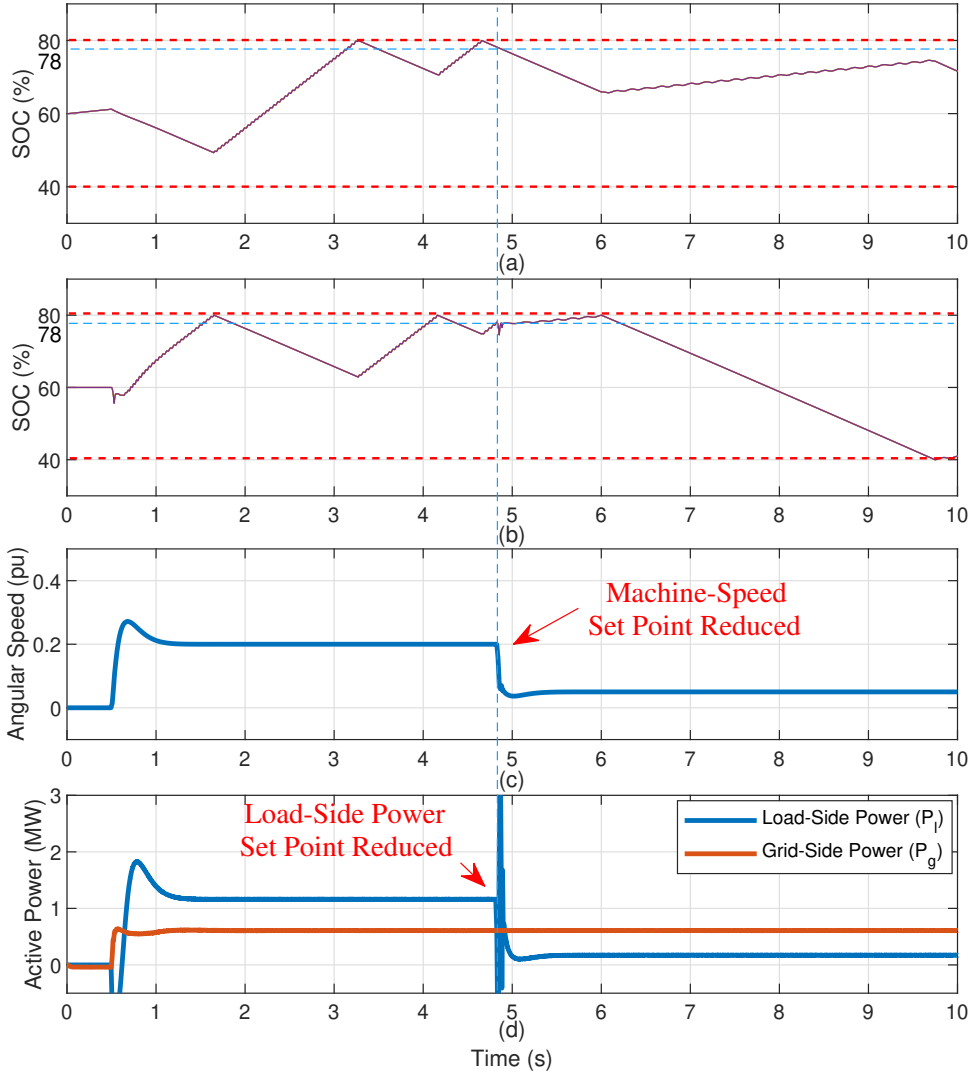 80
78
60
40
SOC (%)
0 1 2 3 4 5 6 7 8 9 10
(a)
80
78
60
40
SOC (%)
0 1 2 3 4 5 6 7 8 9 10
(b)
0.4
0.2
0
Angular Speed (pu)
Machine-Speed
Set Point Reduced
0 1 2 3 4 5 6 7 8 9 10
(c)
3
2
1
0
Active Power (MW)
Load-Side Power
Set Point Reduced
Load-Side Power (P_l)
Grid-Side Power (P_g)
0 1 2 3 4 5 6 7 8 9 10
(d)
Time (s)